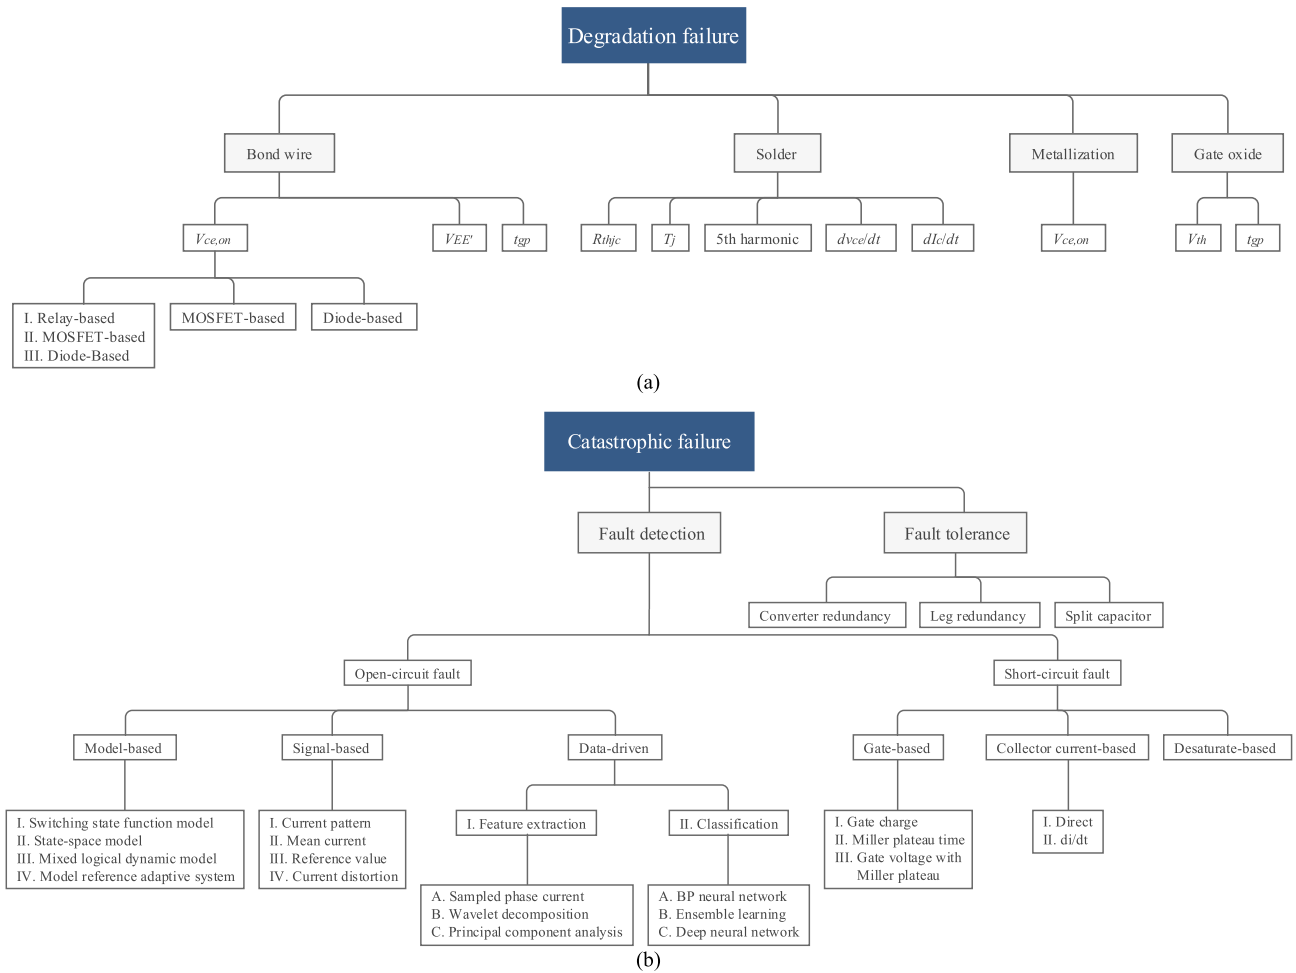 Degradation failure
Bond wire
Solder
Metallization
Gate oxide
Vce,on
VEE'
tgp
Rthjc
Tj
5th harmonic
dvce/dt
dIc/dt
Vce,on
Vth
tgp
I. Relay-based
II. MOSFET-based
III. Diode-Based
MOSFET-based
Diode-based
(a)
Catastrophic failure
Fault detection
Fault tolerance
Converter redundancy
Leg redundancy
Split capacitor
Open-circuit fault
Short-circuit fault
Model-based
Signal-based
Data-driven
Gate-based
Collector current-based
Desaturate-based
I. Switching state function model
II. State-space model
III. Mixed logical dynamic model
IV. Model reference adaptive system
I. Current pattern
II. Mean current
III. Reference value
IV. Current distortion
I. Feature extraction
II. Classification
I. Gate charge
II. Miller plateau time
III. Gate voltage with
Miller plateau
I. Direct
II. di/dt
A. Sampled phase current
B. Wavelet decomposition
C. Principal component analysis
A. BP neural network
B. Ensemble learning
C. Deep neural network
(b)